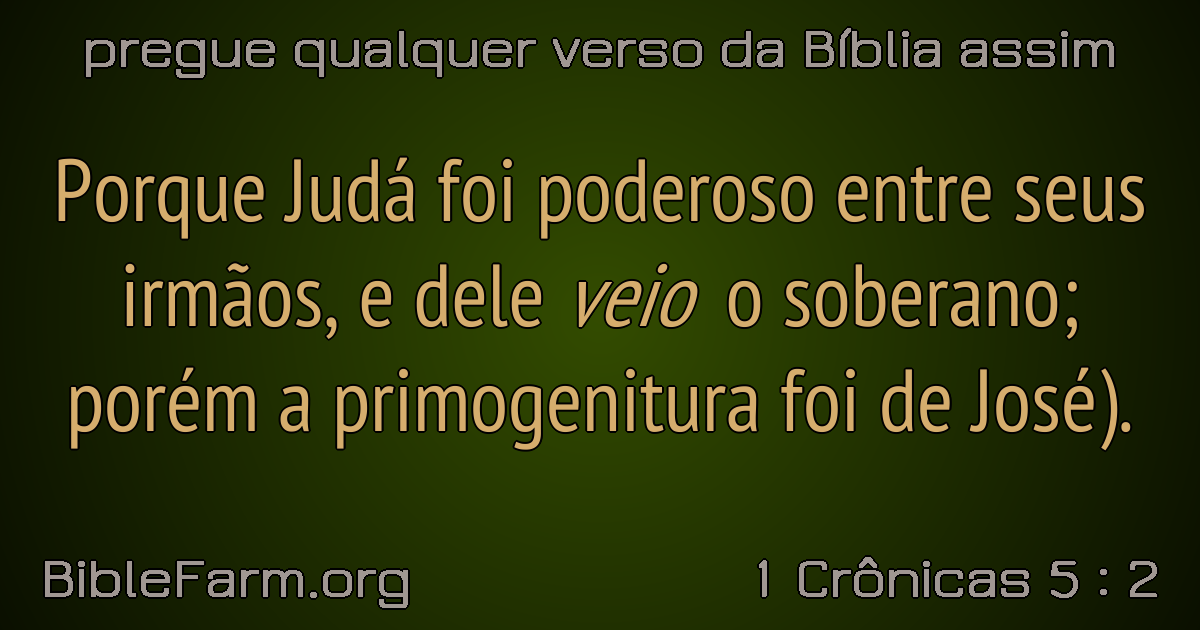 pregue qualquer verso da Bíblia assim
Porque Judá foi poderoso entre seus
irmãos, e dele veio o soberano;
porém a primogenitura foi de José).
BibleFarm.org
1 Crônicas 5 : 2